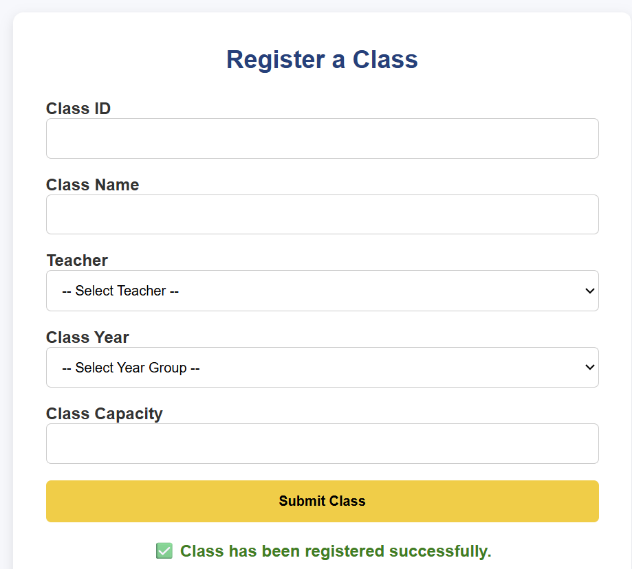 Register a Class
Class ID
Class Name
Teacher
-- Select Teacher --
Class Year
-- Select Year Group --
Class Capacity
Submit Class
✅ Class has been registered successfully.